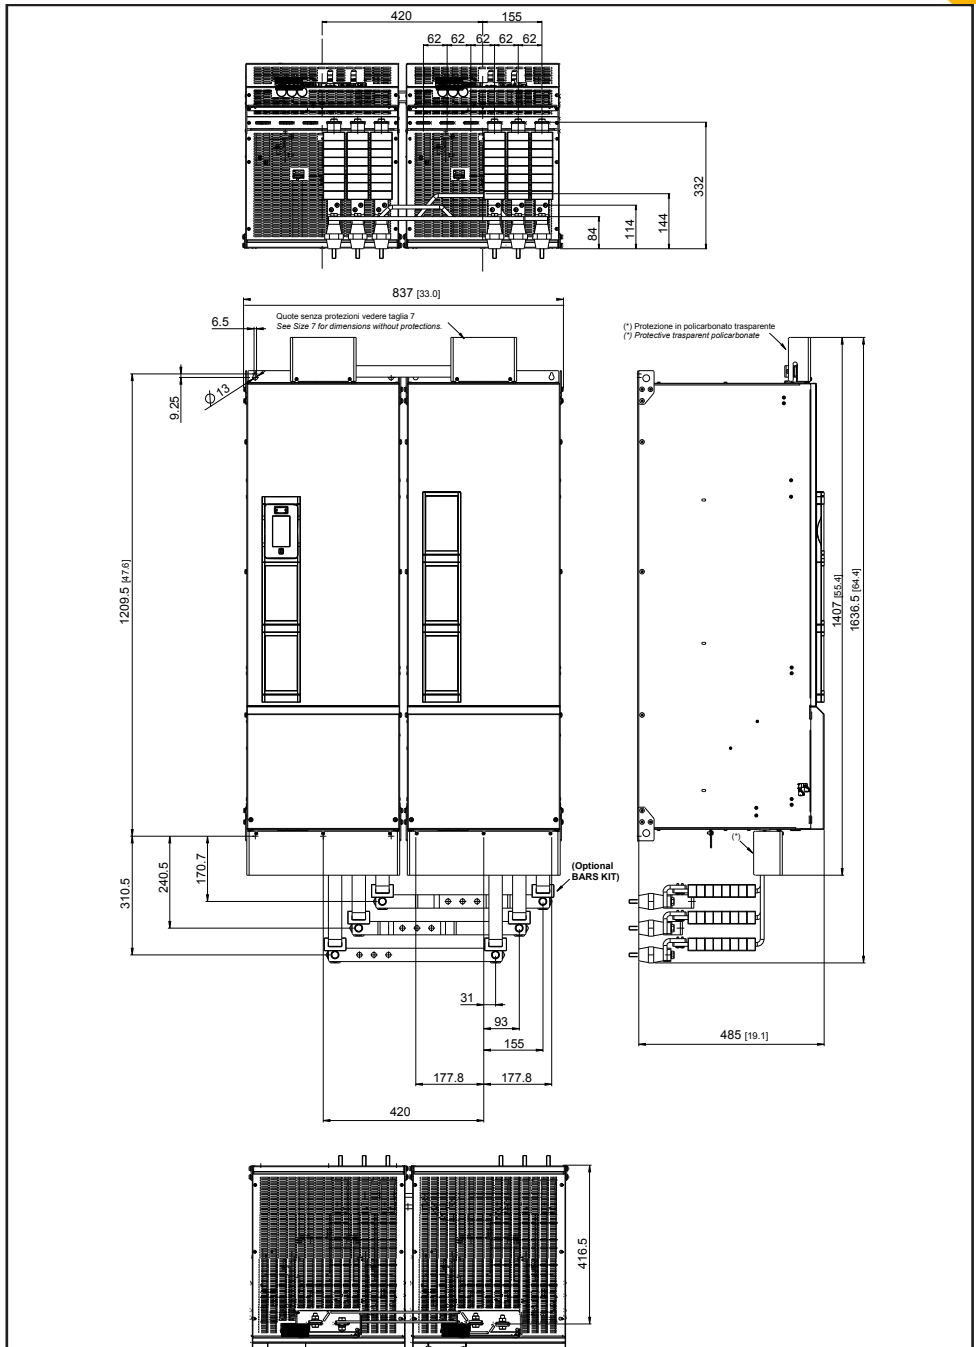 420 155
62 62 62 62 62
332
144
114
84
837 [33.0]
6.5
Quote senza protezioni vedere taglia 7
See Size 7 for dimensions without protections.
(*) Protezione in policarbonato trasparente
(*) Protective trasparent policarbonate
9.25
Ø 13
1209.5 [47.6]
1407 [55.4]
1636.5 [64.4]
(*)
310.5
240.5
170.7
(Optional
BARS KIT)
31
93
155
177.8 177.8
420
485 [19.1]
416.5